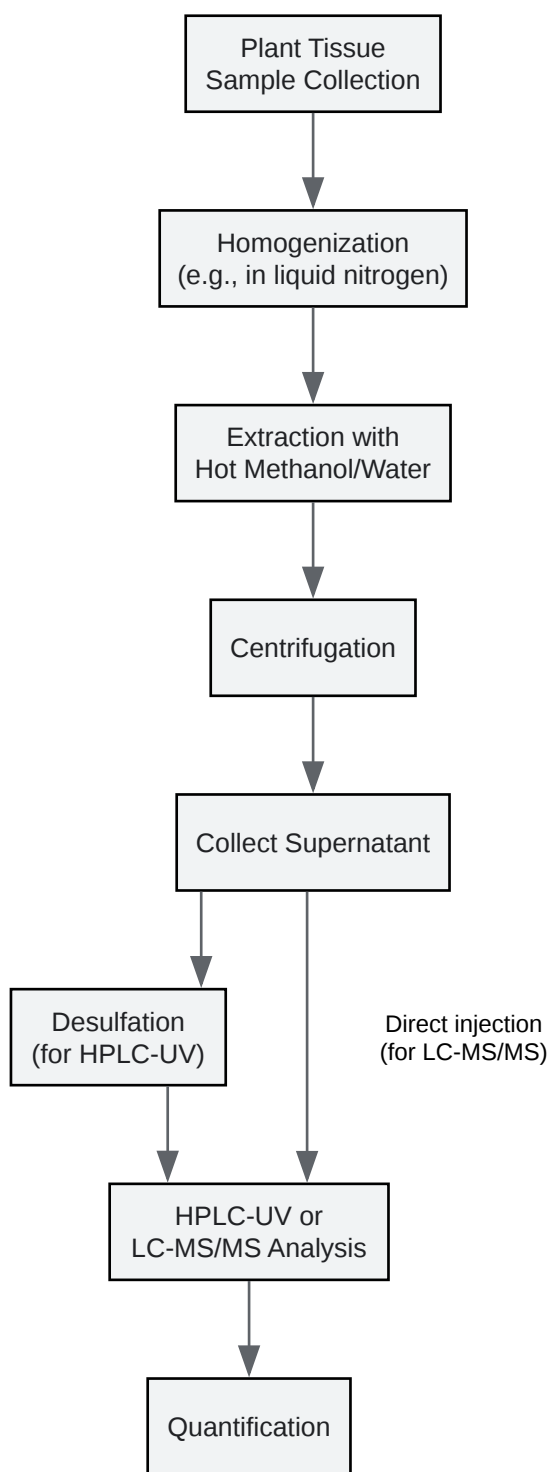 Plant Tissue
Sample Collection
Homogenization
(e.g., in liquid nitrogen)
Extraction with
Hot Methanol/Water
Centrifugation
Collect Supernatant
Desulfation
(for HPLC-UV)
Direct injection
(for LC-MS/MS)
HPLC-UV or
LC-MS/MS Analysis
Quantification